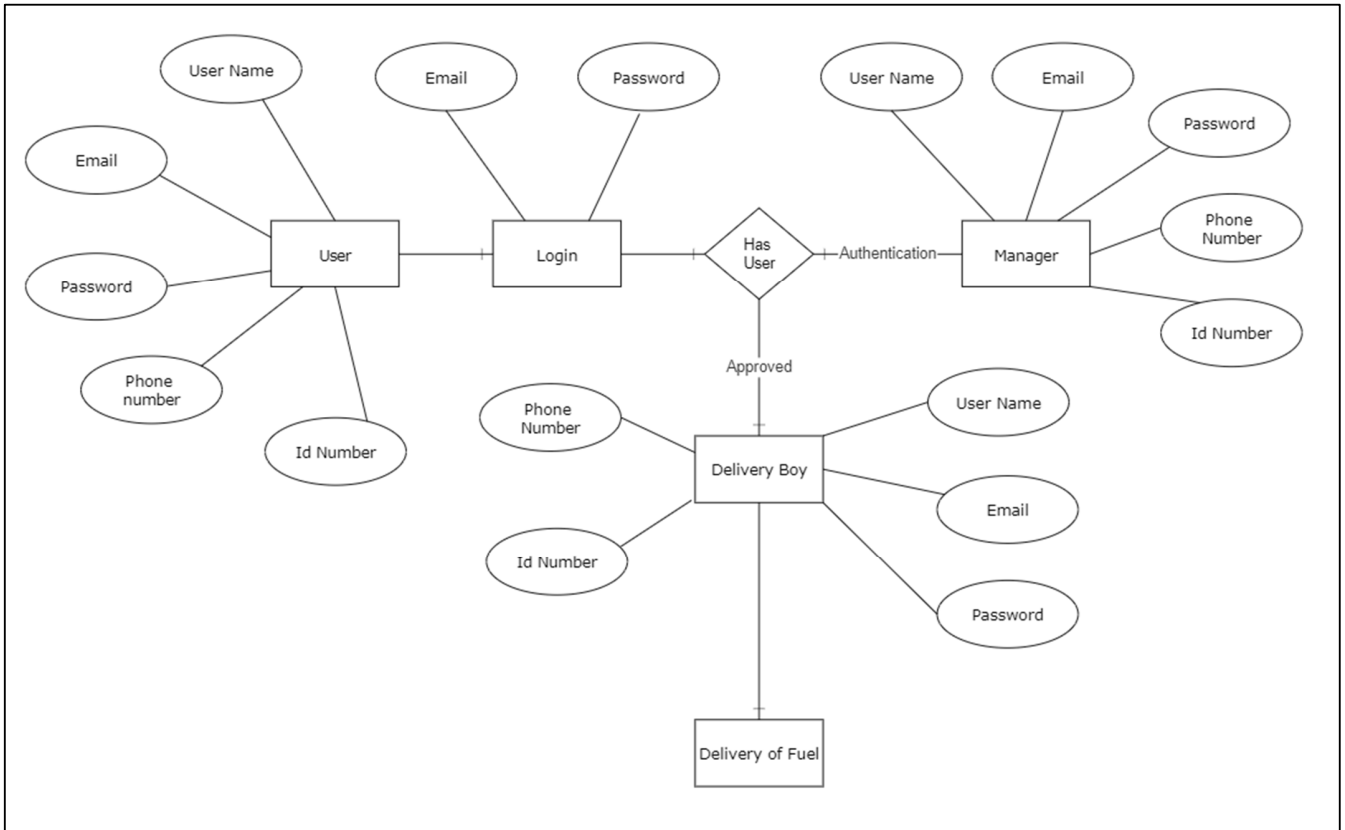 User Name
Email
Password
User Name
Email
Password
Email
Phone
Number
Has
User
Authentication
User
Login
Manager
Password
Id Number
Approved
Phone
number
Phone
Number
User Name
Id Number
Delivery Boy
Email
Id Number
Password
Delivery of Fuel